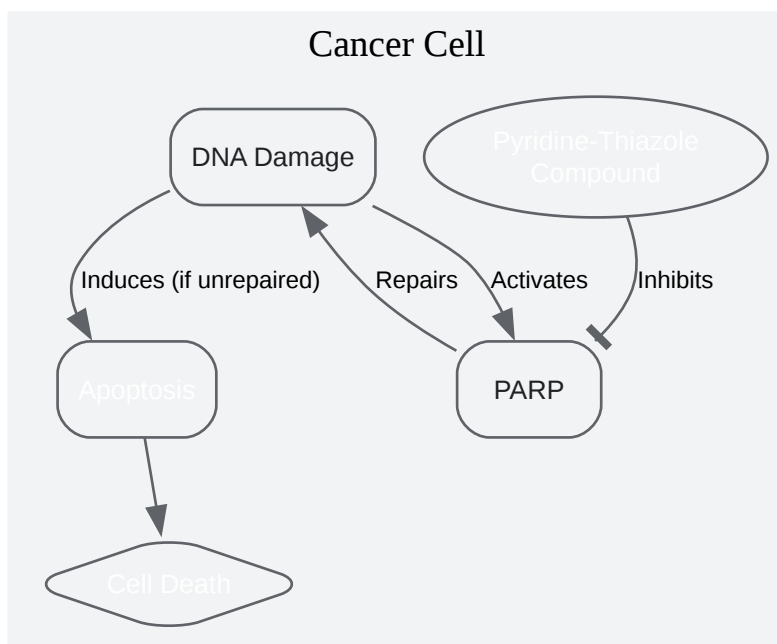 Cancer Cell
DNA Damage
Pyridine-Thiazole
Compound
Induces (if unrepaired)
Repairs
Activates
Inhibits
Apoptosis
PARP
Cell Death